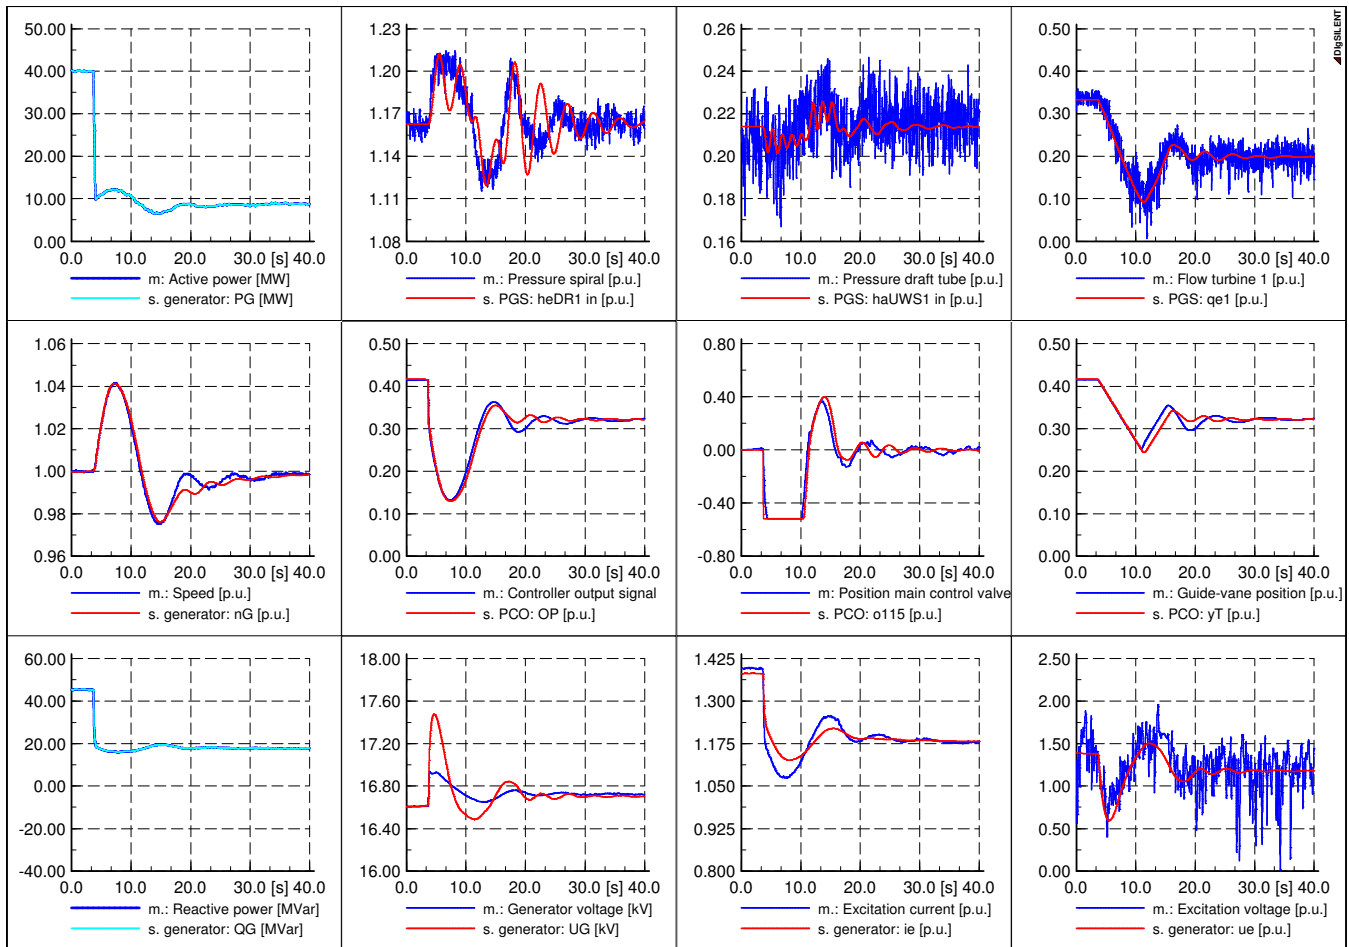 50.00
40.00
30.00
20.00
10.00
0.00
0.0 10.0 20.0 30.0 [s] 40.0
m: Active power [MW]
s. generator: PG [MW]
1.23
1.20
1.17
1.14
1.11
1.08
0.0 10.0 20.0 30.0 [s] 40.0
m.: Pressure spiral [p.u.]
s. PGS: heDR1 in [p.u.]
0.26
0.24
0.22
0.20
0.18
0.16
0.0 10.0 20.0 30.0 [s] 40.0
m.: Pressure draft tube [p.u.]
s. PGS: haUWS1 in [p.u.]
0.50
0.40
0.30
0.20
0.10
0.00
0.0 10.0 20.0 30.0 [s] 40.0
m.: Flow turbine 1 [p.u.]
s. PGS: qe1 [p.u.]
DIgSILENT
1.06
1.04
1.02
1.00
0.98
0.96
0.0 10.0 20.0 30.0 [s] 40.0
m.: Speed [p.u.]
s. generator: nG [p.u.]
0.50
0.40
0.30
0.20
0.10
0.00
0.0 10.0 20.0 30.0 [s] 40.0
m.: Controller output signal
s. PCO: OP [p.u.]
0.80
0.40
0.00
-0.40
-0.80
0.0 10.0 20.0 30.0 [s] 40.0
m: Position main control valve
s. PCO: o115 [p.u.]
0.50
0.40
0.30
0.20
0.10
0.00
0.0 10.0 20.0 30.0 [s] 40.0
m.: Guide-vane position [p.u.]
s. PCO: yT [p.u.]
60.00
40.00
20.00
0.00
-20.00
-40.00
0.0 10.0 20.0 30.0 [s] 40.0
m.: Reactive power [MVar]
s. generator: QG [MVar]
18.00
17.60
17.20
16.80
16.40
16.00
0.0 10.0 20.0 30.0 [s] 40.0
m.: Generator voltage [kV]
s. generator: UG [kV]
1.425
1.300
1.175
1.050
0.925
0.800
0.0 10.0 20.0 30.0 [s] 40.0
m.: Excitation current [p.u.]
s. generator: ie [p.u.]
2.50
2.00
1.50
1.00
0.50
0.00
0.0 10.0 20.0 30.0 [s] 40.0
m.: Excitation voltage [p.u.]
s. generator: ue [p.u.]